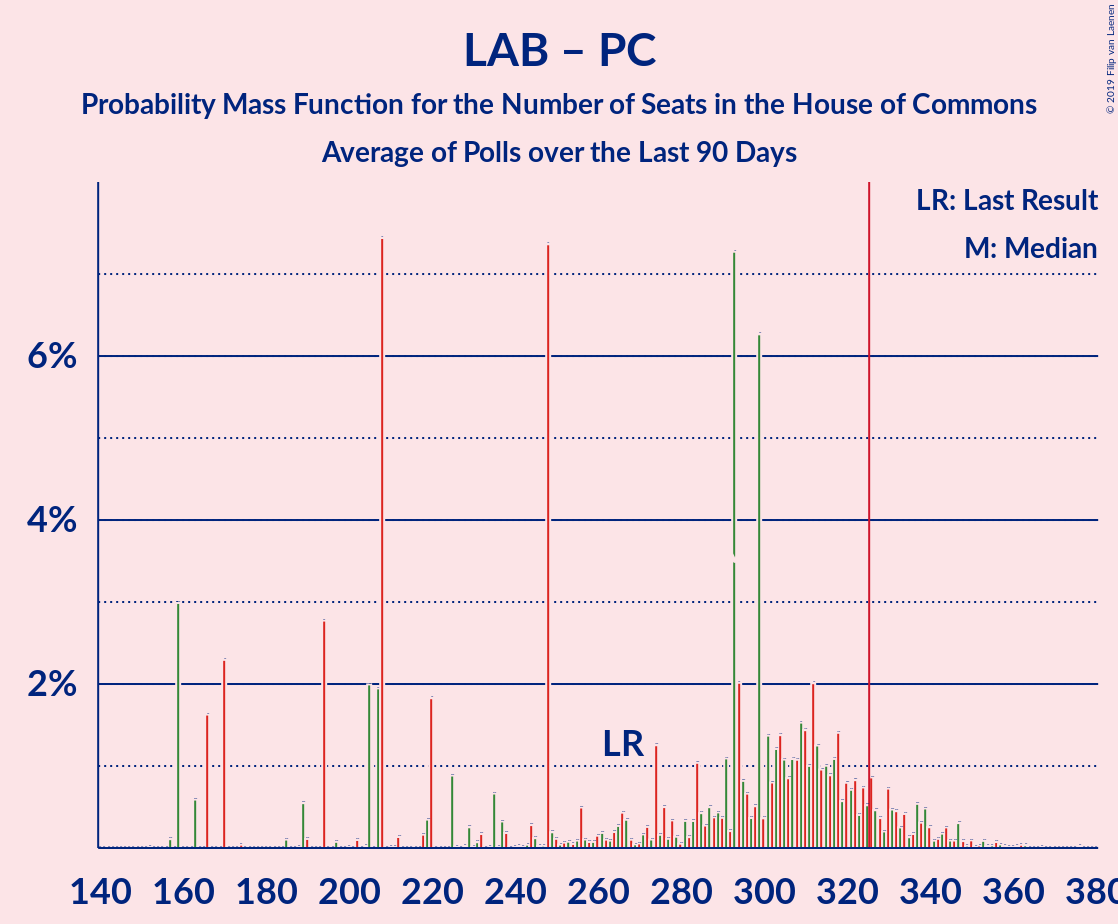 LAB – PC
Probability Mass Function for the Number of Seats in the House of Commons
Average of Polls over the Last 90 Days
© 2019 Filip van Laenen
LR: Last Result
M: Median
6%
4%
2%
LR
140 160 180 200 220 240 260 280 300 320 340 360 380